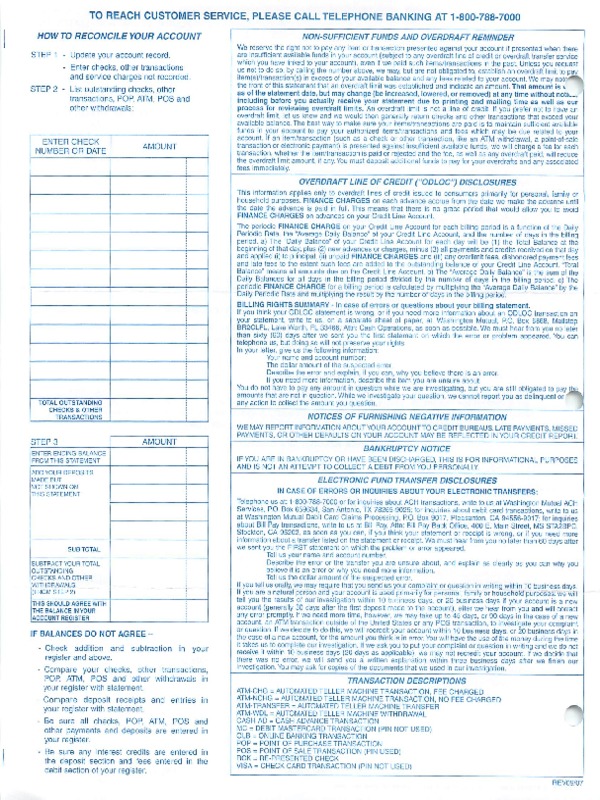 TO REACH CUSTOMER SERVICE, PLEASE CALL TELEPHONE BANKING AT 1-800-788-7000
HOW TO RECONCILE YOUR ACCOUNT
STEP 1 - Update your account record.
- Enter checks, other transactions
and service charges not recorded.
STEP 2 - List outstanding checks, other
transactions, POP, ATM, POS and
other withdrawals:
ENTER CHECK
NUMBER OR DATE
AMOUNT
TOTAL OUTSTANDING
CHECKS & OTHER
TRANSACTIONS
STEP 3
AMOUNT
ENTER ENDING BALANCE
FROM THIS STATEMENT
ADD YOUR DEPOSITS
MADE BUT
NOT SHOWN ON
THIS STATEMENT
SUB TOTAL
SUBTRACT YOUR TOTAL
OUTSTANDING
CHECKS AND OTHER
WITHDRAWALS
THIS SHOULD AGREE WITH
THE BALANCE IN YOUR
ACCOUNT REGISTER
IF BALANCES DO NOT AGREE –
- Check addition and subtraction in your
register and above.
- Compare your checks, other transactions,
POP, ATM, POS and other withdrawals in
your register with statement.
- Compare deposit receipts and entries in
your register with statement.
- Be sure all checks, POP, ATM, POS and
other payments and deposits are entered in
your register.
- Be sure any interest credits are entered in
the deposit section and fees entered in the
debit section of your register.
NON-SUFFICIENT FUNDS AND OVERDRAFT REMINDER
We reserve the right not to pay any item or transaction presented against your account if presented when there
are insufficient available funds in your account (subject to any overdraft line of credit or overdraft transfer service
which you have linked to your account), even if we paid such items/transactions in the past. Unless you request
us not to do so, by calling the number above, we may, but are not obligated to, establish an overdraft limit to pay
item(s)/transaction(s) in excess of your available balance and any fees related to your account. We may
the front of this statement that an overdraft limit was established and indicate an amount. That amount is
as of the statement date, but may change (be increased, lowered, or removed) at any time without notice,
including before you actually receive your statement due to printing and mailing time as well as our
process for reviewing overdraft limits. An overdraft limit is not a line of credit. If you prefer not to have an
overdraft limit, let us know and we would then generally return checks and other transactions that exceed your
available balance. The best way to make sure your items/transactions are paid is to maintain sufficient available
funds in your account to pay your authorized items/transactions and fees which may be due related to your
account. If an item/transaction (such as a check or other transaction, like an ATM withdrawal, a point-of-sale
transaction or electronic payment) is presented against insufficient available funds, we will charge a fee for each
transaction, whether the item/transaction is paid or rejected and the fee, as well as any overdraft paid, will reduce
the overdraft limit amount, if any. You must deposit additional funds to pay for your overdrafts and any associated
fees immediately.
OVERDRAFT LINE OF CREDIT ("ODLOC") DISCLOSURES
This information applies only to overdraft lines of credit issued to consumers primarily for personal, family or
household purposes. FINANCE CHARGES on each advance accrue from the date we make the advance until
the date the advance is paid in full. This means that there is no grace period that would allow you to avoid
FINANCE CHARGES on advances on your Credit Line Account.
The periodic FINANCE CHARGE on your Credit Line Account for each billing period is a function of the Daily
Periodic Rate, the "Average Daily Balance" of your Credit Line Account, and the number of days in the billing
period. a) The "Daily Balance" of your Credit Line Account for each day will be (1) the Total Balance at the
beginning of that day, plus (2) new advances or charges, minus (3) all payments and credits received on that day
and applied (i) to principal, (ii) unpaid FINANCE CHARGES and (iii) any overdraft fees, dishonored payment fees
and late fees to the extent such fees are added to the outstanding balance or your Credit Line Account. "Total
Balance" means all amounts due on the Credit Line Account. b) The "Average Daily Balance" is the sum of the
Daily Balances for all days in the billing period divided by the number of days in the billing period. c) The
periodic FINANCE CHARGE for a billing period is calculated by multiplying the "Average Daily Balance" by the
Daily Periodic Rate and multiplying the result by the number of days in the billing period.
BILLING RIGHTS SUMMARY - In case of errors or questions about your billing statement.
If you think your ODLOC statement is wrong, or if you need more information about an ODLOC transaction on
your statement, write to us, on a separate sheet of paper, at Washington Mutual, P.O. Box
Lake Worth, FL 33466, Attn: Cash Operations, as soon as possible. We must hear from you no later
than sixty (60) days after we sent you the first statement on which the error or problem appeared. You can
telephone us, but doing so will not preserve your rights.
In your letter, give us the following information:
Your name and account number.
The dollar amount of the suspected error.
Describe the error and explain, if you can, why you believe there is an error.
If you need more information, describe the item you are unsure about.
You do not have to pay any amount in question while we are investigating, but you are still obligated to pay the
amounts that are not in question. While we investigate your question, we cannot report you as delinquent or
any action to collect the amount you question.
NOTICES OF FURNISHING NEGATIVE INFORMATION
WE MAY REPORT INFORMATION ABOUT YOUR ACCOUNT TO CREDIT BUREAUS. LATE PAYMENTS, MISSED
PAYMENTS, OR OTHER DEFAULTS ON YOUR ACCOUNT MAY BE REFLECTED IN YOUR CREDIT REPORT.
BANKRUPTCY NOTICE
IF YOU ARE IN BANKRUPTCY OR HAVE BEEN DISCHARGED, THIS IS FOR INFORMATIONAL PURPOSES
AND IS NOT AN ATTEMPT TO COLLECT A DEBT FROM YOU PERSONALLY.
ELECTRONIC FUND TRANSFER DISCLOSURES
IN CASE OF ERRORS OR INQUIRIES ABOUT YOUR ELECTRONIC TRANSFERS:
Telephone us at 1-800-788-7000 or for inquiries about ACH transactions, write to us at Washington Mutual ACH
Services, PO Box 659634, San Antonio, TX 78265-9025; for inquiries about debit card transactions, write to us
at Washington Mutual Debit Card Claims Processing, P.O. Box 9017, Pleasanton, CA 94566-9017; for inquiries
about Bill Pay transactions, write to us at Bill Pay, Attn: Bill Pay Back Office, 400 E. Main Street,
Stockton, CA 95202, as soon as you can, if you think your statement or receipt is wrong, or if you need more
information about a transfer listed on the statement or receipt. We must hear from you no later than 60 days after
we sent you the FIRST statement on which the problem or error appeared.
Tell us your name and account number.
Describe the error or the transfer you are unsure about, and explain as clearly as you can why you
believe it is an error or why you need more information.
Tell us the dollar amount of the suspected error.
If you tell us orally, we may require that you send us your complaint or question in writing within 10 business days.
If you are a natural person and your account is used primarily for personal, family or household purposes, we will
tell you the results of our investigation within 10 business days, or 20 business days if your account is a new
account (generally 30 days after the first deposit made to the account), after we hear from you and will correct
any error promptly. If we need more time, however, we may take up to 45 days, or 90 days in the case of a new
account, an ATM transaction outside of the United States or any POS transaction, to investigate your complaint
or question. If we decide to do this, we will recredit your account within 10 business days, or 20 business days in
the case of a new account, for the amount you think is in error. You will have the use of the money during the time
it takes us to complete our investigation. If we ask you to put your complaint or question in writing and we do not
receive it within 10 business days (20 days as applicable), we may not recredit your account. If we decide that
there was no error, we will send you a written explanation within three business days after we finish our
investigation. You may ask for copies of the documents that we used in our investigation.
TRANSACTION DESCRIPTIONS
ATM-CHG = AUTOMATED TELLER MACHINE TRANSACTION, FEE CHARGED
ATM-NCHG = AUTOMATED TELLER MACHINE TRANSACTION, NO FEE CHARGED
ATM-TRANSFER = AUTOMATED TELLER MACHINE TRANSFER
ATM-WDL = AUTOMATED TELLER MACHINE WITHDRAWAL
CASH AD = CASH ADVANCE TRANSACTION
MC = DEBIT MASTERCARD TRANSACTION (PIN NOT USED)
OLB = ONLINE BANKING TRANSACTION
POP = POINT OF PURCHASE TRANSACTION
POS = POINT OF SALE TRANSACTION (PIN USED)
RCK = RE-PRESENTED CHECK
VISA = CHECK CARD TRANSACTION (PIN NOT USED)
REV09/07